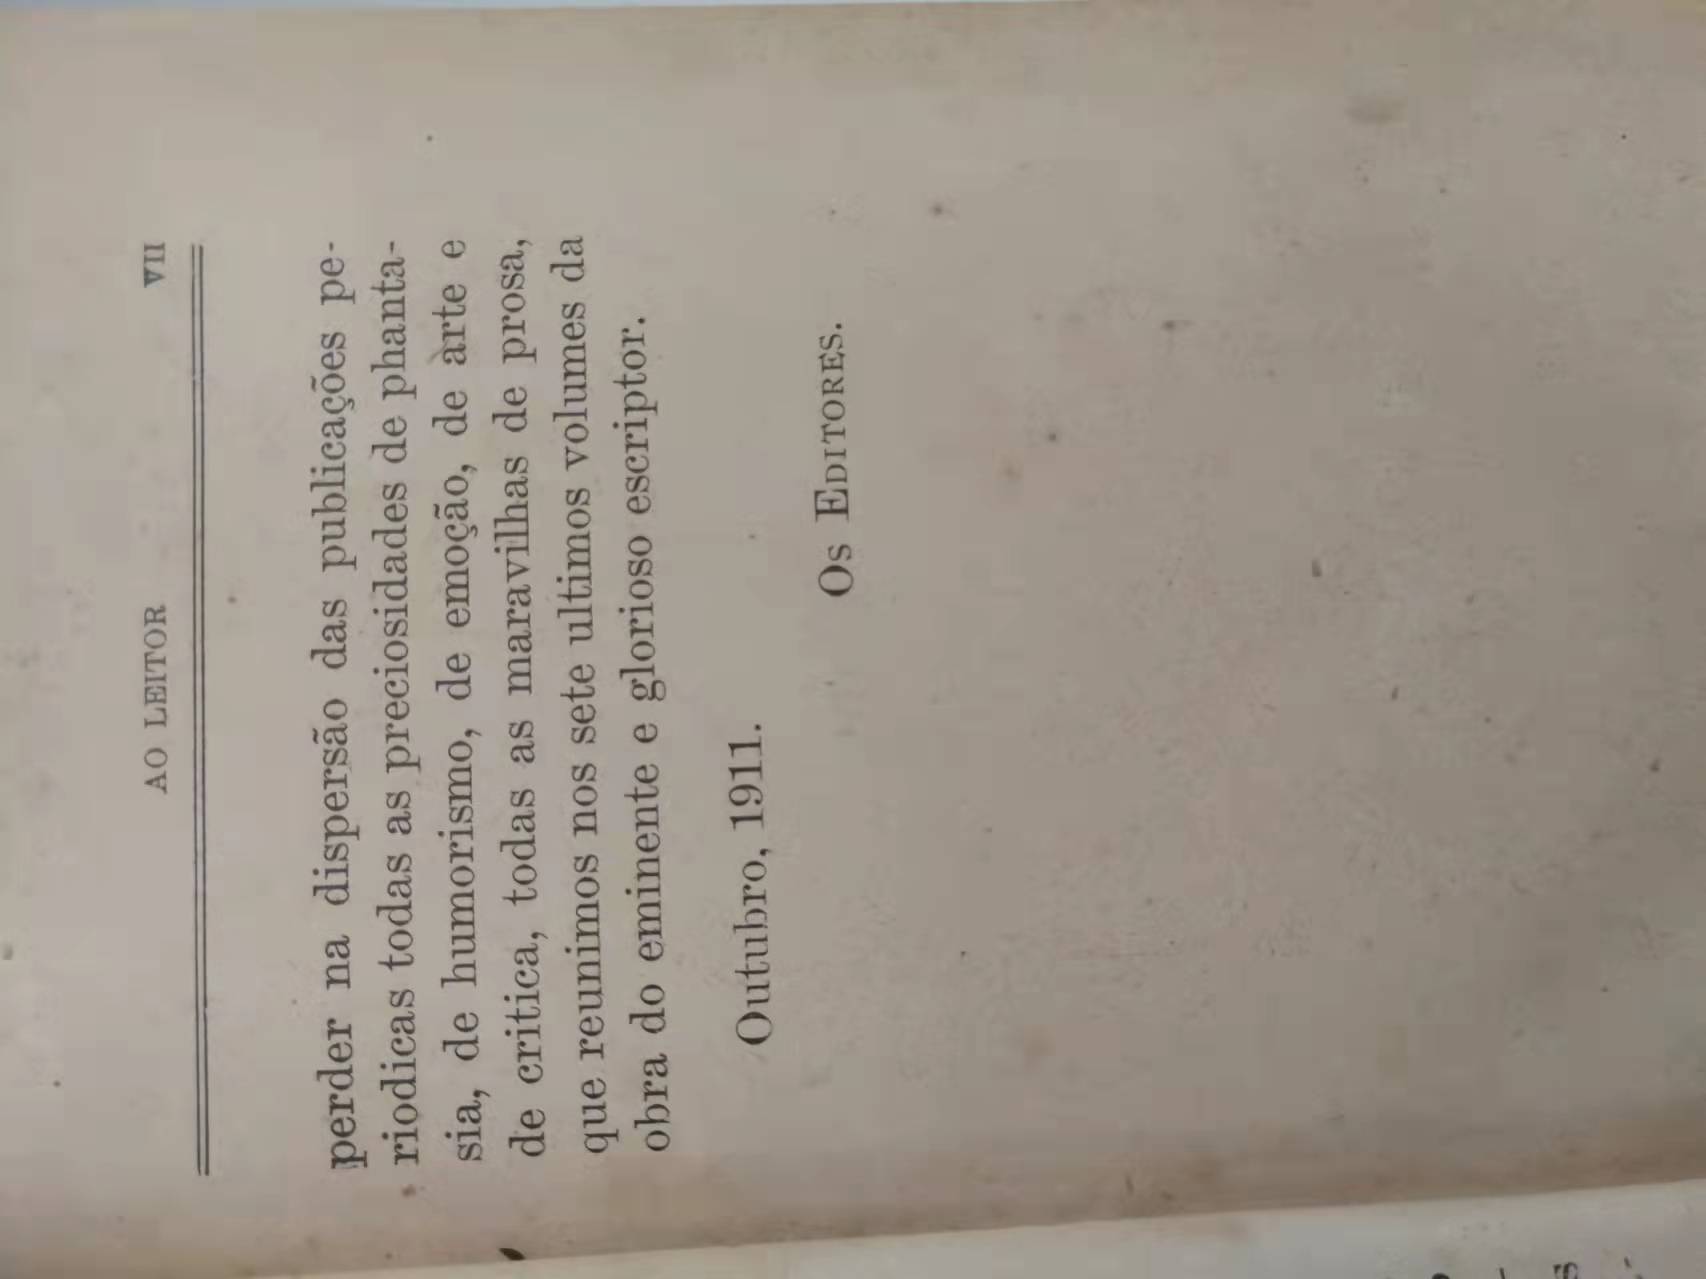 AO LEITOR VII
perder na dispersão das publicações pe-
riodicas todas as preciosidades de phanta-
sia, de humorismo, de emoção, de arte e
de critica, todas as maravilhas de prosa,
que reunimos nos sete ultimos volumes da
obra do eminente e glorioso escriptor.
Outubro, 1911.
OS EDITORES.